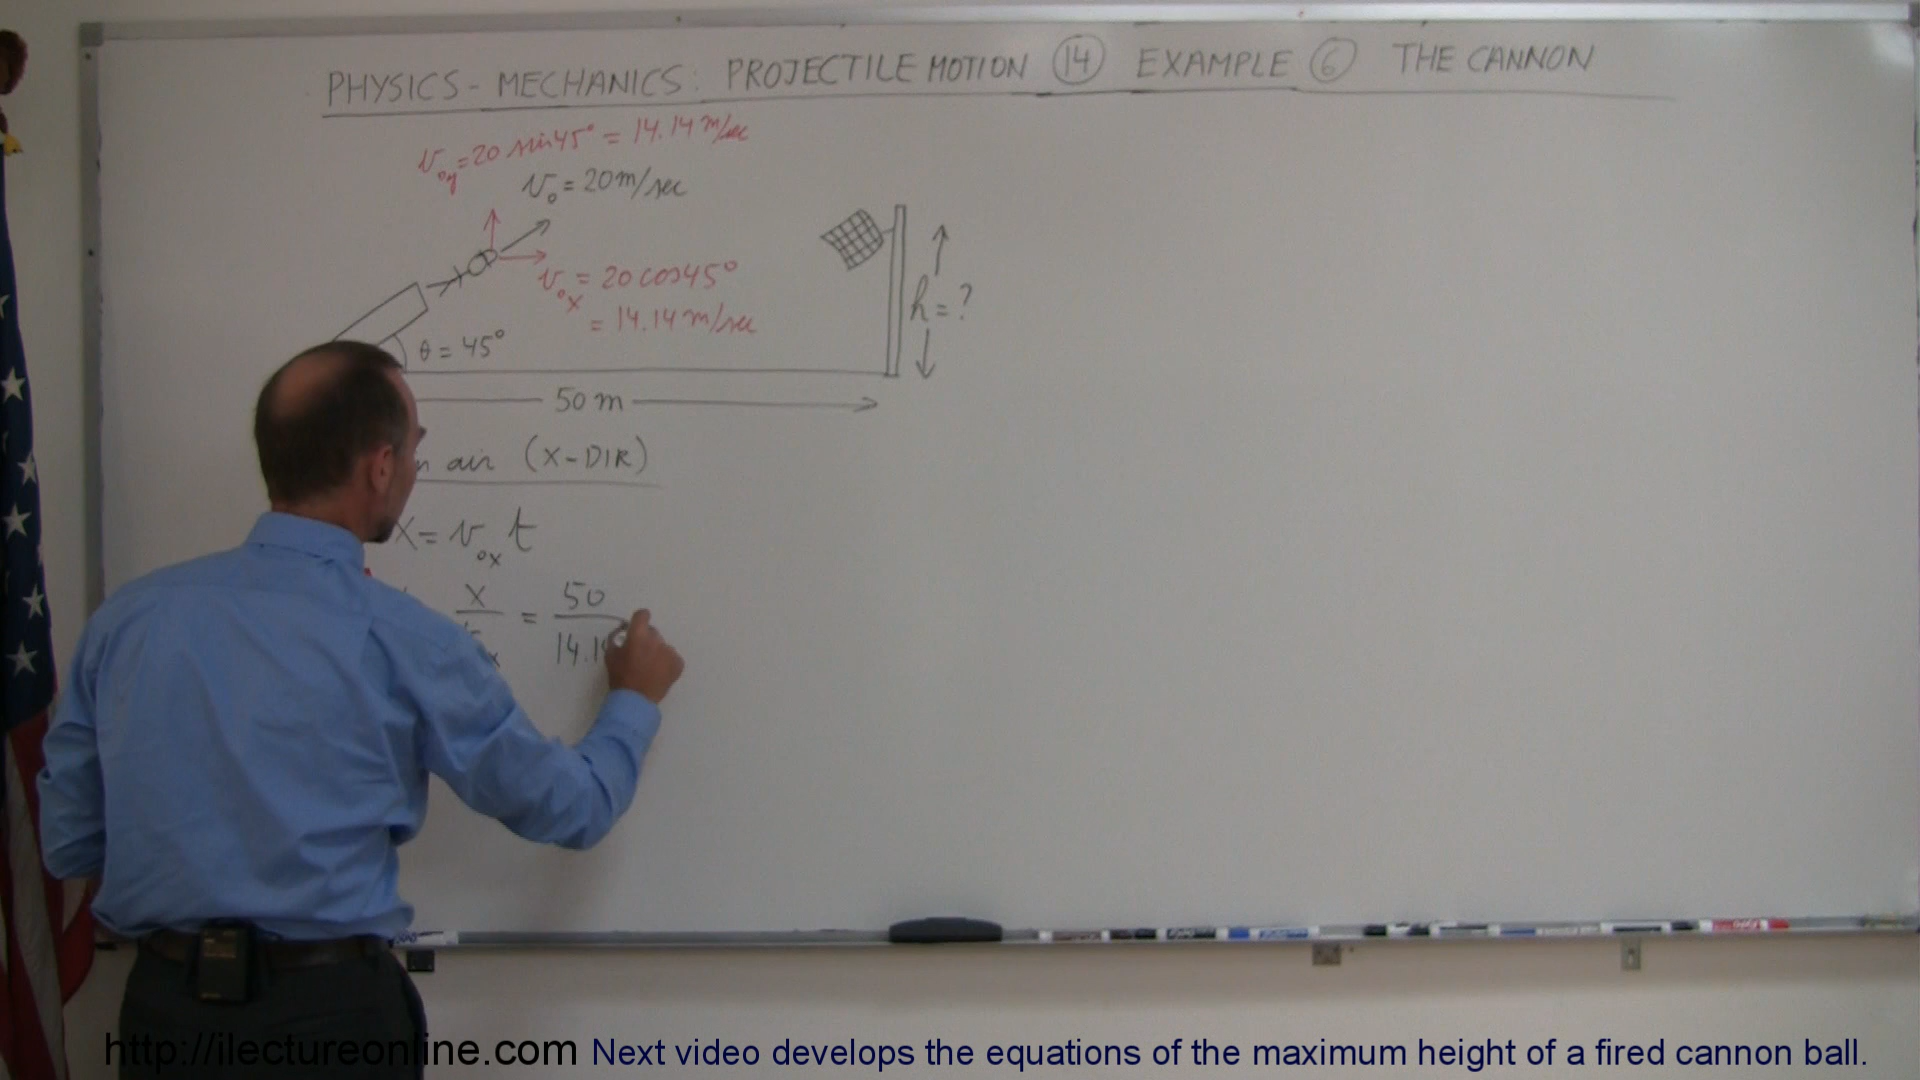 PHYSICS - MECHANICS: PROJECTILE MOTION 14 EXAMPLE 6 THE CANNON
v₀y = 20 sin45° = 14.14 m/sec
v₀ = 20 m/sec
v₀x = 20 cos45°
= 14.14 m/sec
h = ?
θ = 45°
50 m
air (X-DIR)
X = v₀x t
x/ = 50/14.1
http://ilectureonline.com Next video develops the equations of the maximum height of a fired cannon ball.